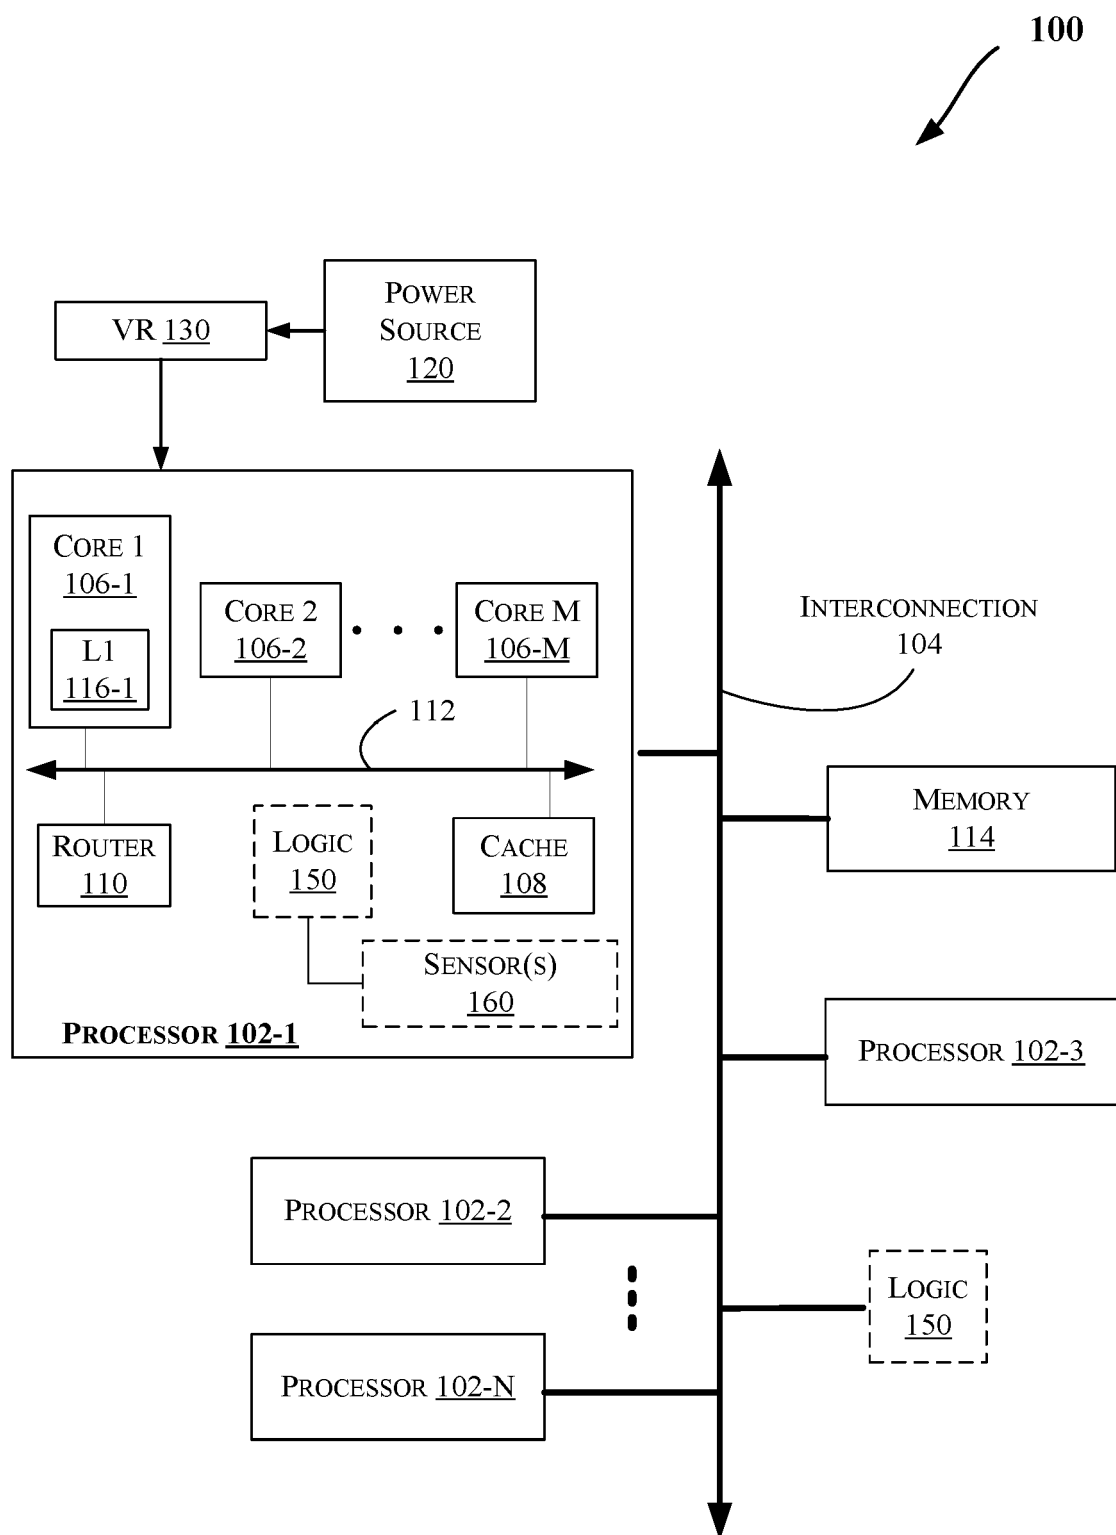 100
POWER
SOURCE
120
VR 130
CORE 1
106-1
L1
116-1
CORE 2
106-2
CORE M
106-M
112
ROUTER
110
LOGIC
150
CACHE
108
SENSOR(S)
160
PROCESSOR 102-1
INTERCONNECTION
104
MEMORY
114
PROCESSOR 102-3
PROCESSOR 102-2
LOGIC
150
PROCESSOR 102-N